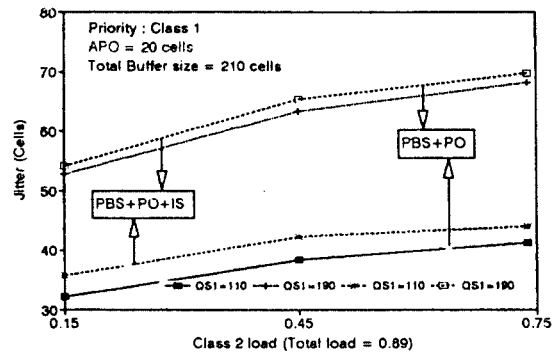 Priority : Class 1
APO = 20 cells
Total Buffer size = 210 cells
80
70
60
50
40
30
Jitter (Cells)
PBS+PO
PBS+PO+IS
QS1=110 QS1=190 QS1=110 QS1=190
0.15 0.45 0.75
Class 2 load (Total load = 0.89)